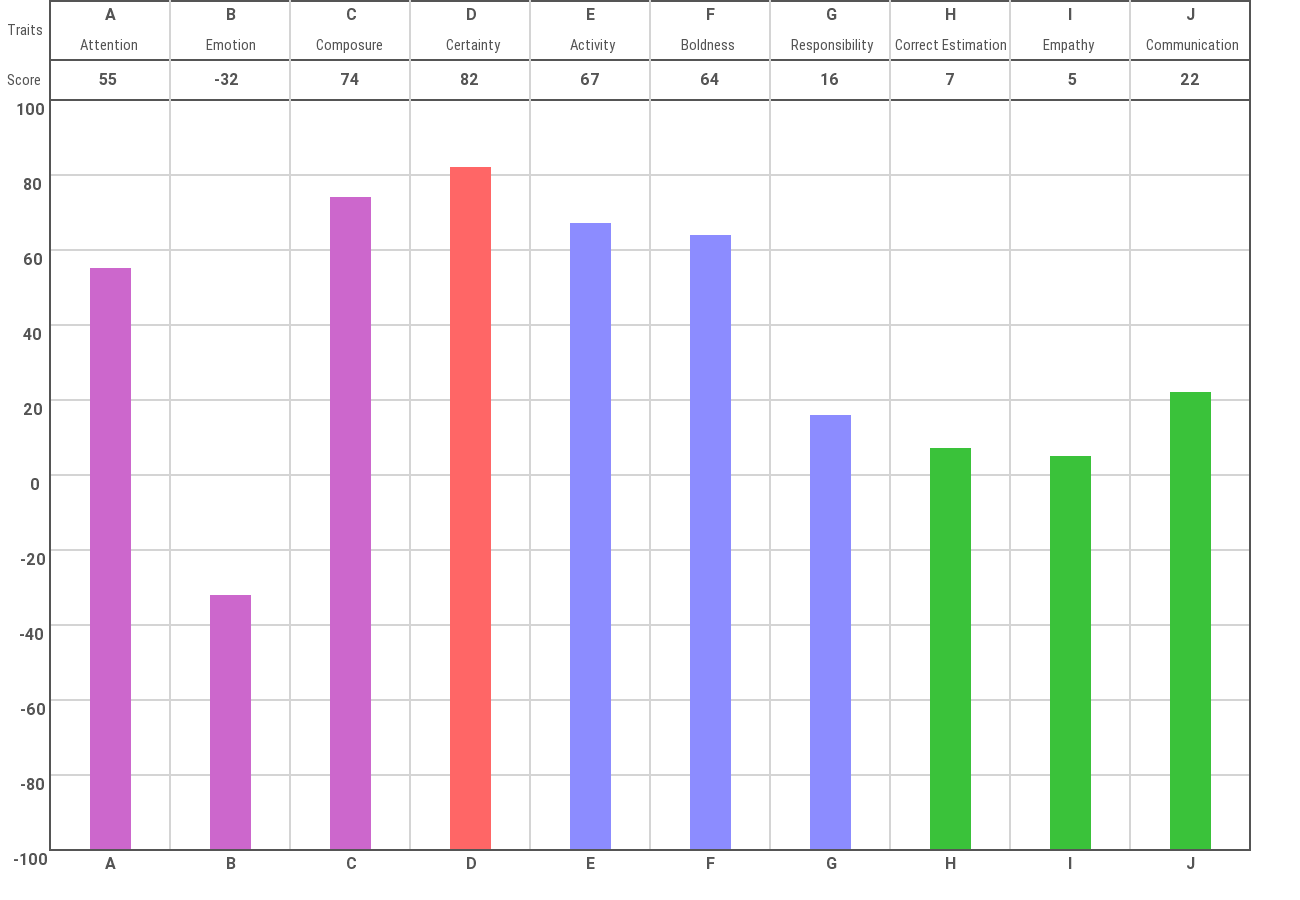 A B C D E F G H I J
Traits
Attention Emotion Composure Certainty Activity Boldness Responsibility Correct Estimation Empathy Communication
Score 55 -32 74 82 67 64 16 7 5 22
100
80
60
40
20
0
-20
-40
-60
-80
-100
A B C D E F G H I J